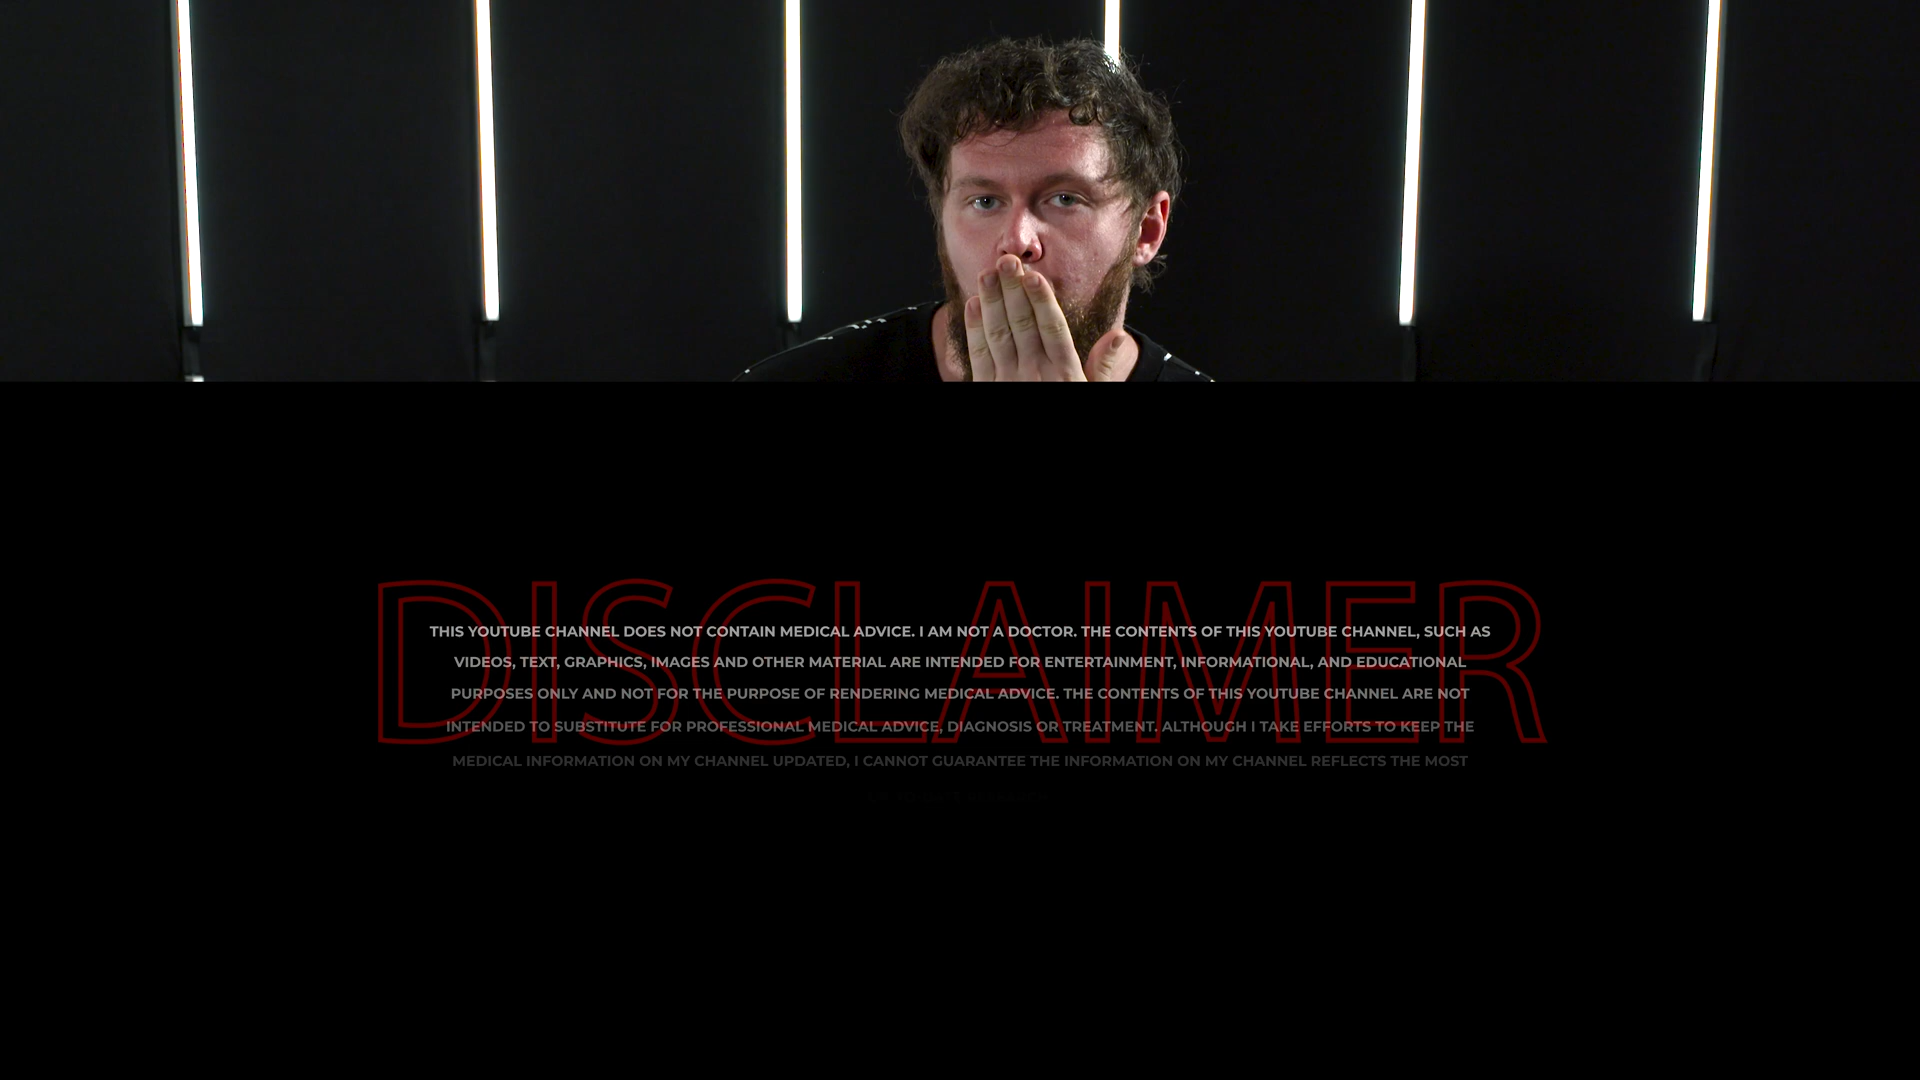 DISCLAIMER
THIS YOUTUBE CHANNEL DOES NOT CONTAIN MEDICAL ADVICE. I AM NOT A DOCTOR. THE CONTENTS OF THIS YOUTUBE CHANNEL, SUCH AS
VIDEOS, TEXT, GRAPHICS, IMAGES AND OTHER MATERIAL ARE INTENDED FOR ENTERTAINMENT, INFORMATIONAL, AND EDUCATIONAL
PURPOSES ONLY AND NOT FOR THE PURPOSE OF RENDERING MEDICAL ADVICE. THE CONTENTS OF THIS YOUTUBE CHANNEL ARE NOT
INTENDED TO SUBSTITUTE FOR PROFESSIONAL MEDICAL ADVICE, DIAGNOSIS OR TREATMENT. ALTHOUGH I TAKE EFFORTS TO KEEP THE
MEDICAL INFORMATION ON MY CHANNEL UPDATED, I CANNOT GUARANTEE THE INFORMATION ON MY CHANNEL REFLECTS THE MOST